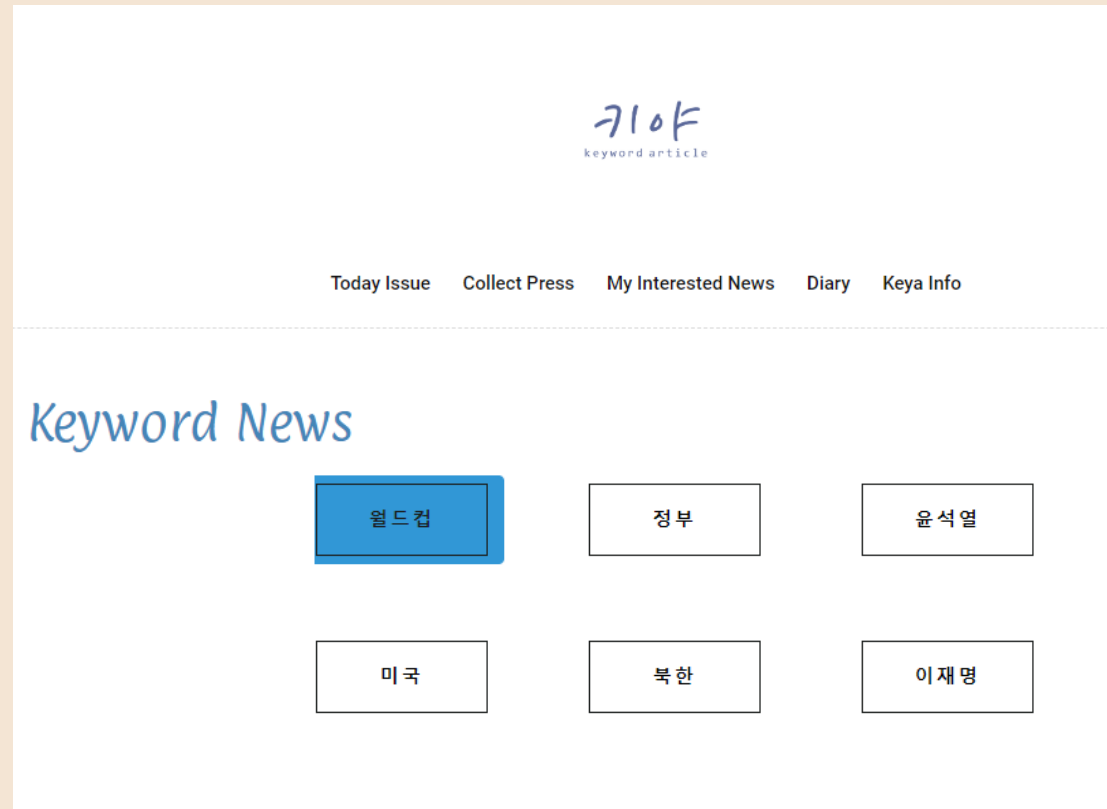 키야
keyword article
Today Issue Collect Press My Interested News Diary Keya Info
Keyword News
월드컵 정부 윤석열
미국 북한 이재명